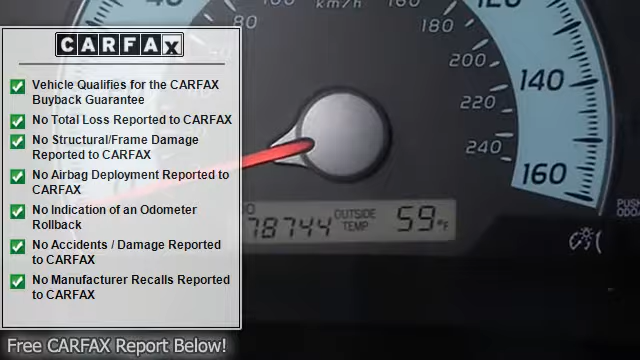 CARFAX
Vehicle Qualifies for the CARFAX
Buyback Guarantee
No Total Loss Reported to CARFAX
No Structural/Frame Damage
Reported to CARFAX
No Airbag Deployment Reported to
CARFAX
No Indication of an Odometer
Rollback
No Accidents / Damage Reported
to CARFAX
No Manufacturer Recalls Reported
to CARFAX
Free CARFAX Report Below!
km/h
80
180
200
220
240
120
140
160
78744
OUTSIDE
TEMP
59°F
PUSH